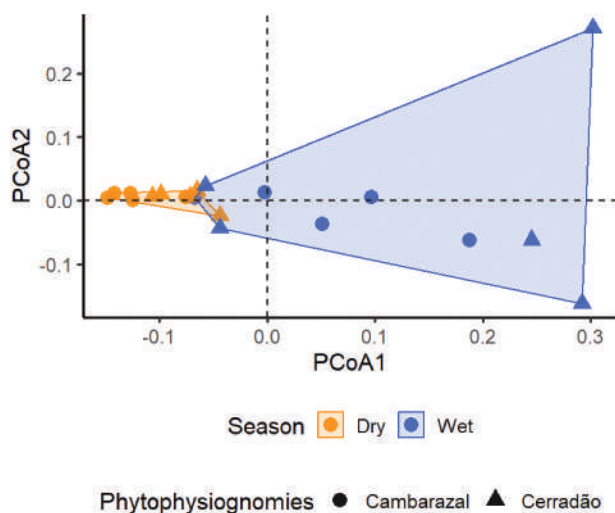 0.2
0.1
0.0
-0.1
PCoA2
-0.1 0.0 0.1 0.2 0.3
PCoA1
Season Dry Wet
Phytophysiognomies Cambarazal Cerradão